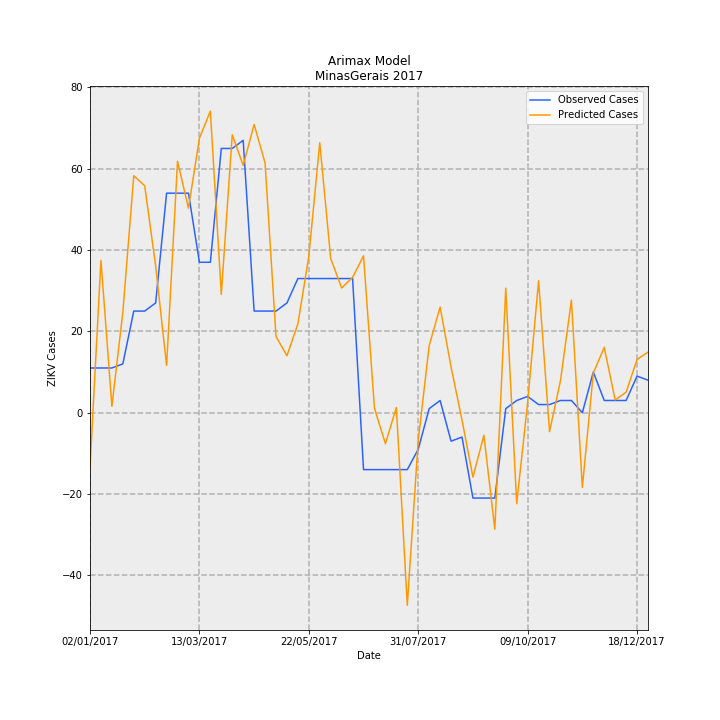 Arimax Model
MinasGerais 2017
Observed Cases
Predicted Cases
80
60
40
20
0
−20
−40
ZIKV Cases
02/01/2017 13/03/2017 22/05/2017 31/07/2017 09/10/2017 18/12/2017
Date